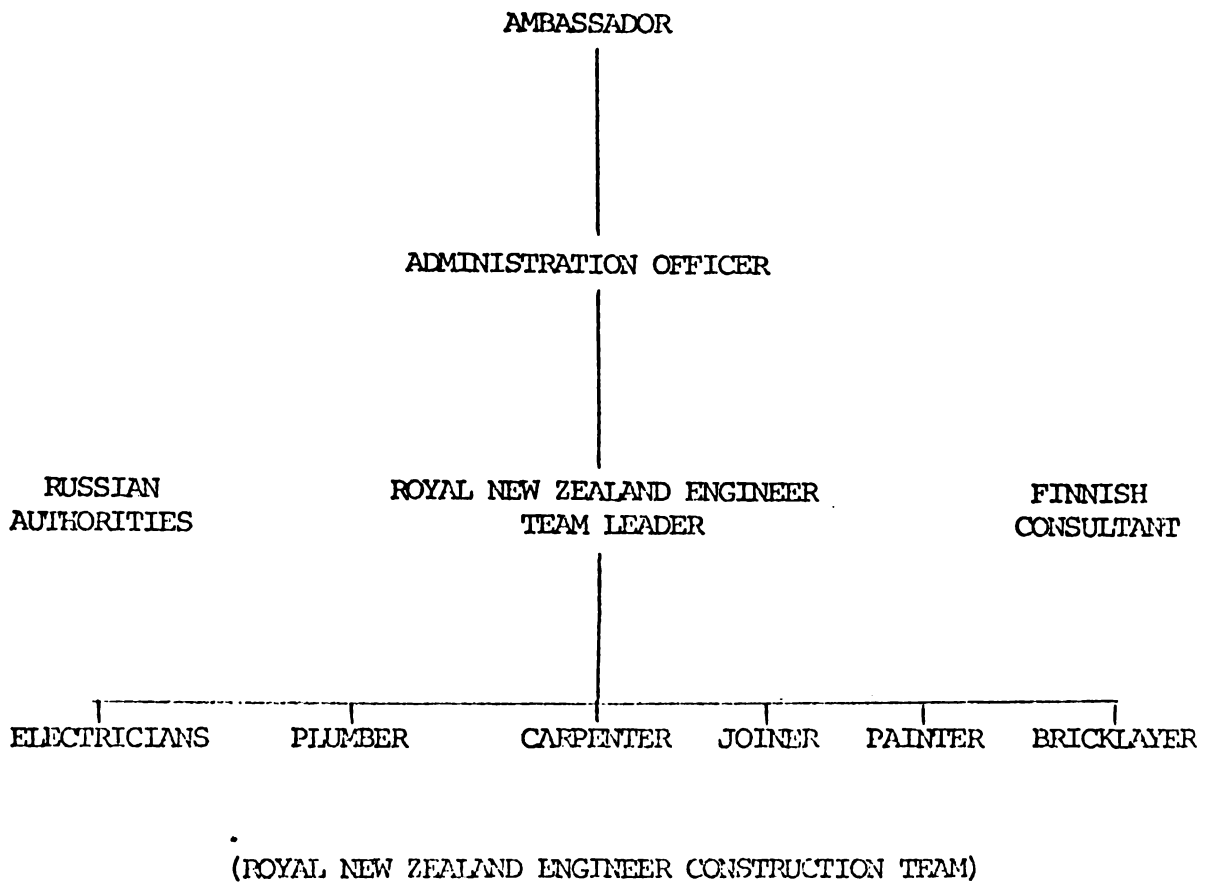 AMBASSADOR
ADMINISTRATION OFFICER
RUSSIAN
AUTHORITIES
ROYAL NEW ZEALAND ENGINEER
TEAM LEADER
FINNISH
CONSULTANT
ELECTRICIANS PLUMBER CARPENTER JOINER PAINTER BRICKLAYER
(ROYAL NEW ZEALAND ENGINEER CONSTRUCTION TEAM)